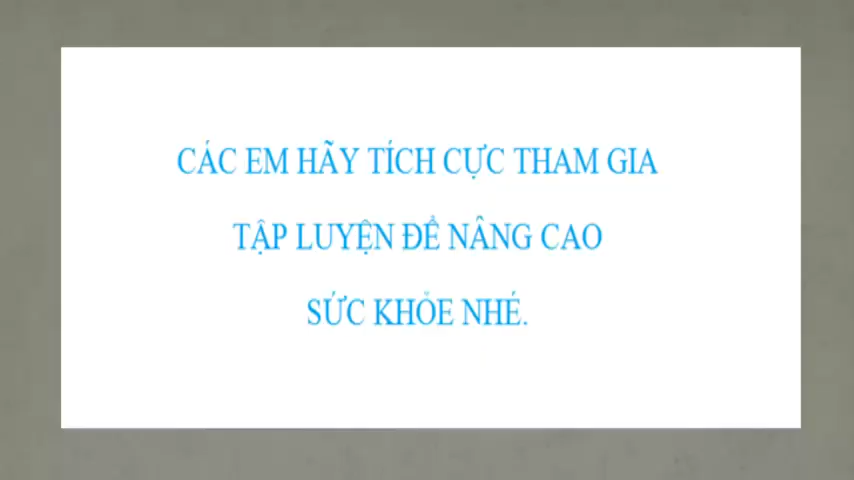 CÁC EM HÃY TÍCH CỰC THAM GIA
TẬP LUYỆN ĐỂ NÂNG CAO
SỨC KHỎE NHÉ.